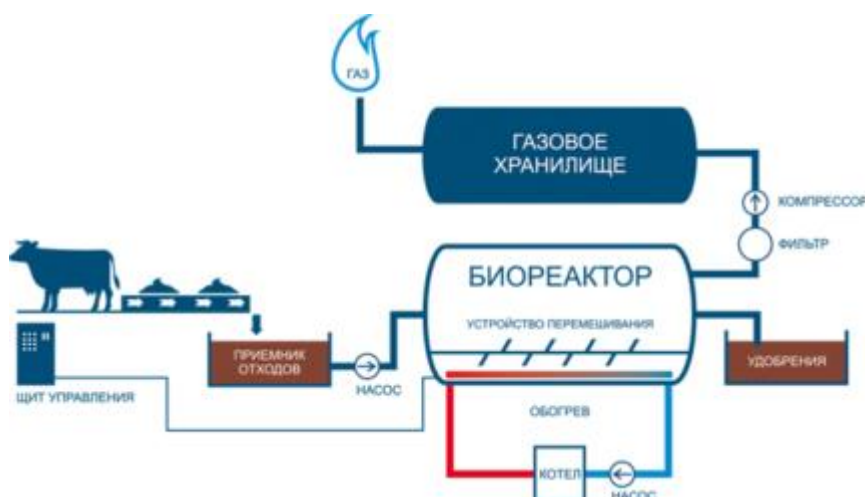 ГАЗ
ГАЗОВОЕ
ХРАНИЛИЩЕ
КОМПРЕССОР
ФИЛЬТР
БИОРЕАКТОР
УСТРОЙСТВО ПЕРЕМЕШИВАНИЯ
ПРИЕМНИК
ОТХОДОВ
НАСОС
УДОБРЕНИЯ
ЩИТ УПРАВЛЕНИЯ
ОБОГРЕВ
КОТЕЛ
НАСОС